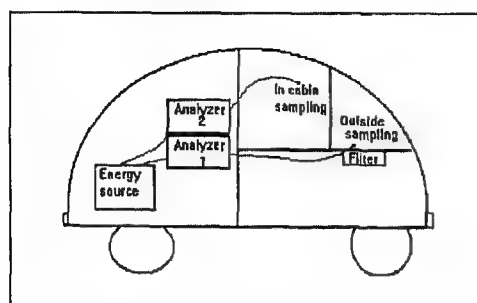 In cabin
sampling
Analyzer
2
Outside
sampling
Analyzer
1
Filter
Energy
source